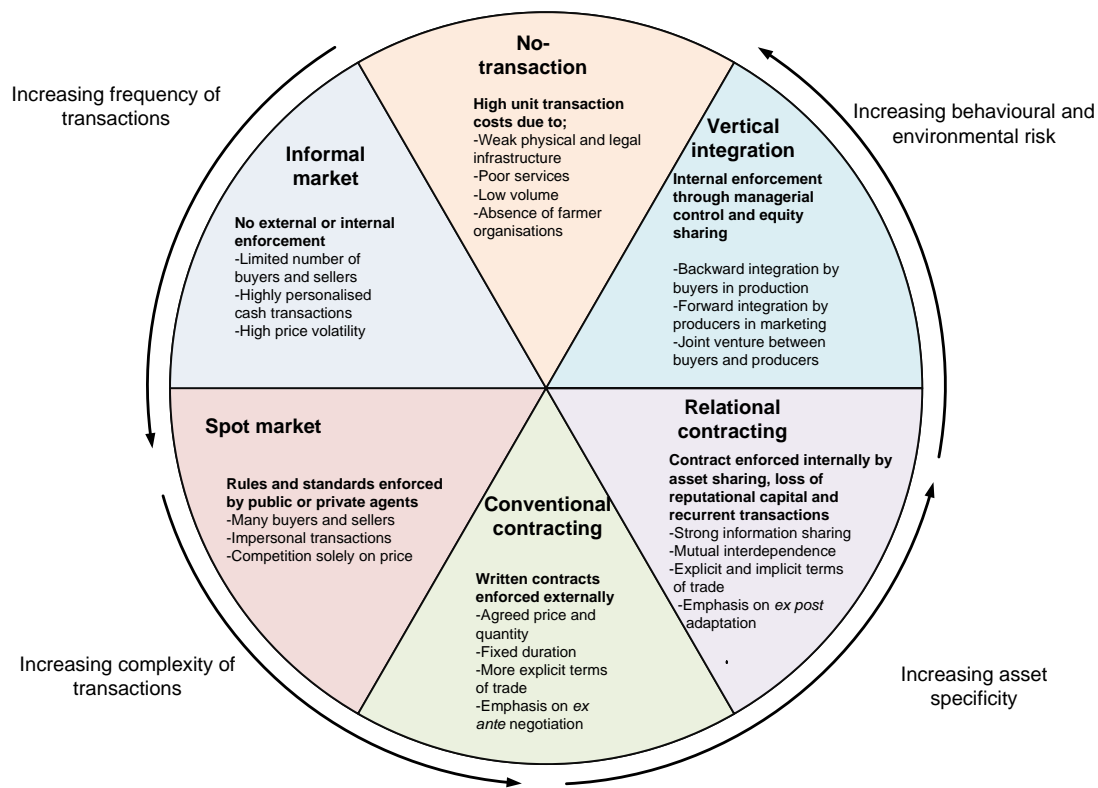 No-
transaction
High unit transaction
costs due to;
-Weak physical and legal
infrastructure
-Poor services
-Low volume
-Absence of farmer
organisations
Increasing frequency of
transactions
Informal
market
No external or internal
enforcement
-Limited number of
buyers and sellers
-Highly personalised
cash transactions
-High price volatility
Increasing behavioural and
environmental risk
Vertical
integration
Internal enforcement
through managerial
control and equity
sharing
-Backward integration by
buyers in production
-Forward integration by
producers in marketing
-Joint venture between
buyers and producers
Spot market
Rules and standards enforced
by public or private agents
-Many buyers and sellers
-Impersonal transactions
-Competition solely on price
Increasing complexity of
transactions
Conventional
contracting
Written contracts
enforced externally
-Agreed price and
quantity
-Fixed duration
-More explicit terms
of trade
-Emphasis on ex
ante negotiation
Relational
contracting
Contract enforced internally by
asset sharing, loss of
reputational capital and
recurrent transactions
-Strong information sharing
-Mutual interdependence
-Explicit and implicit terms
of trade
-Emphasis on ex post
adaptation
Increasing asset
specificity